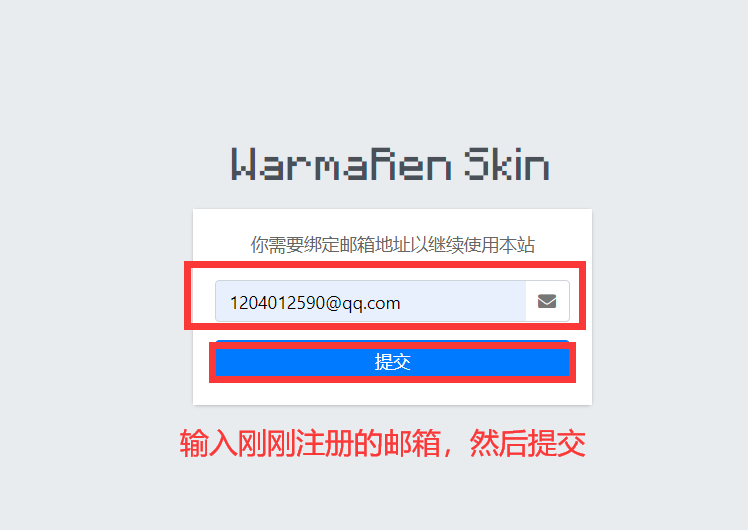 WarmaRen Skin
你需要绑定邮箱地址以继续使用本站
1204012590@qq.com
提交
输入刚刚注册的邮箱，然后提交